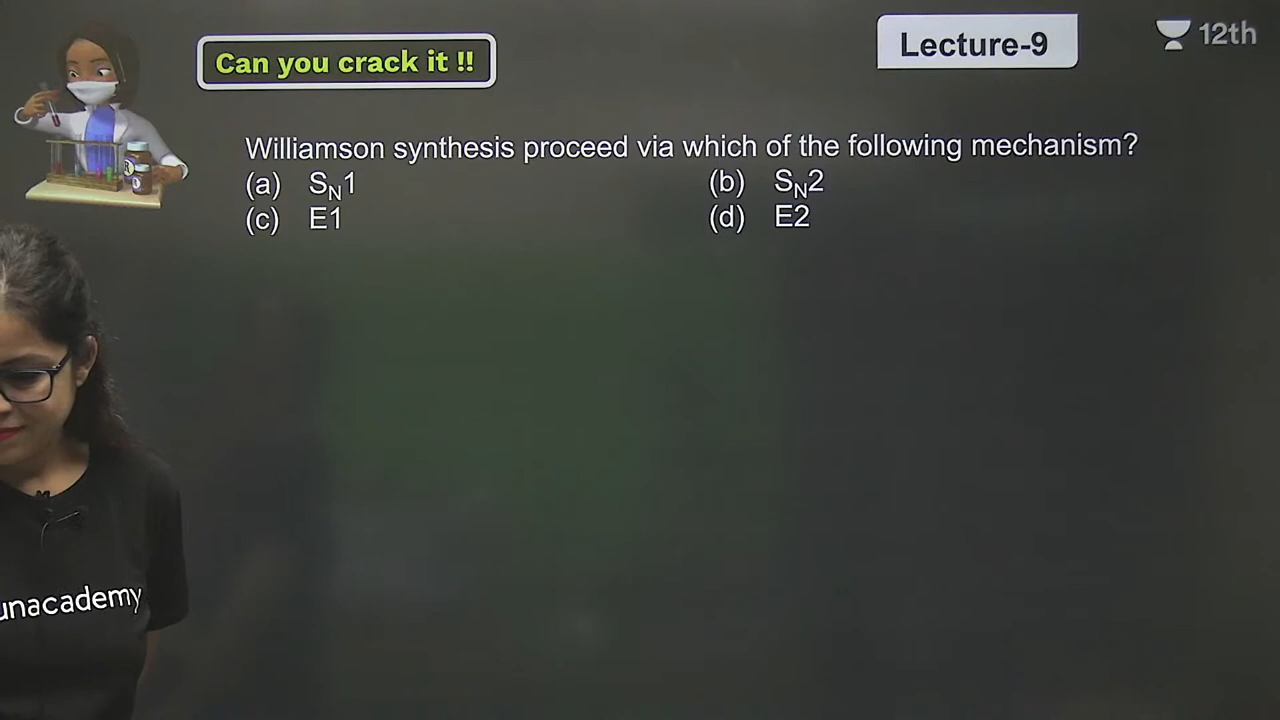 Can you crack it !!
Lecture-9
12th
Williamson synthesis proceed via which of the following mechanism?
(a) SN1 (b) SN2
(c) E1 (d) E2
unacademy